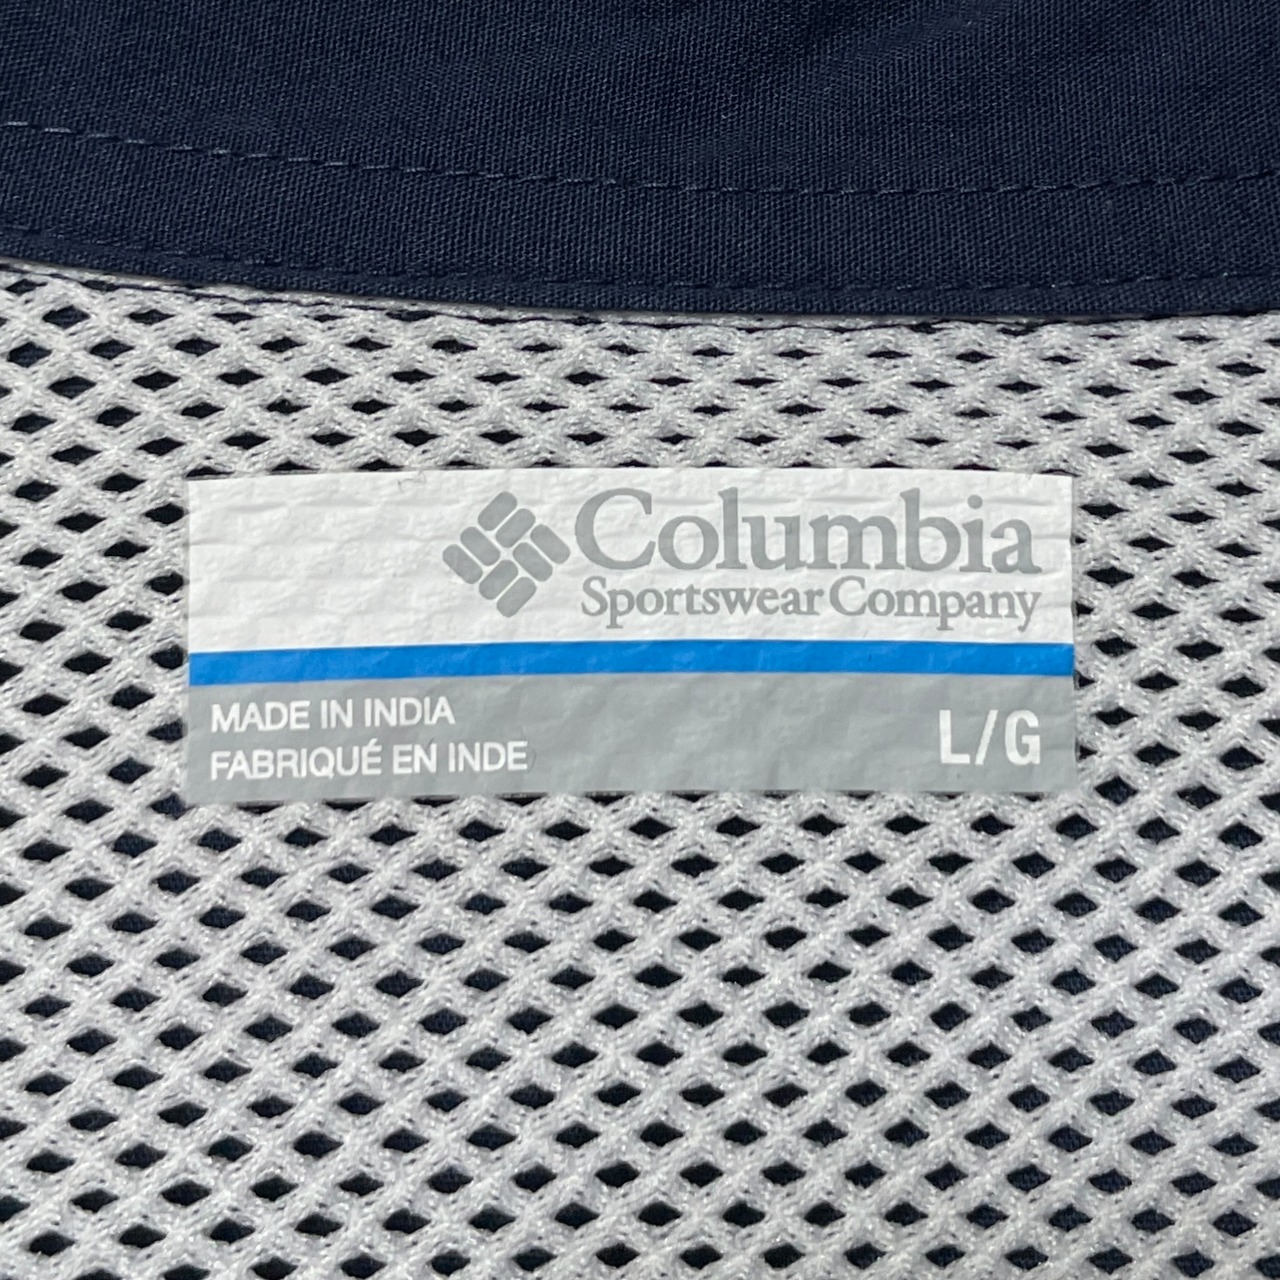 Columbia
Sportswear Company
MADE IN INDIA
FABRIQUÉ EN INDE
L/G